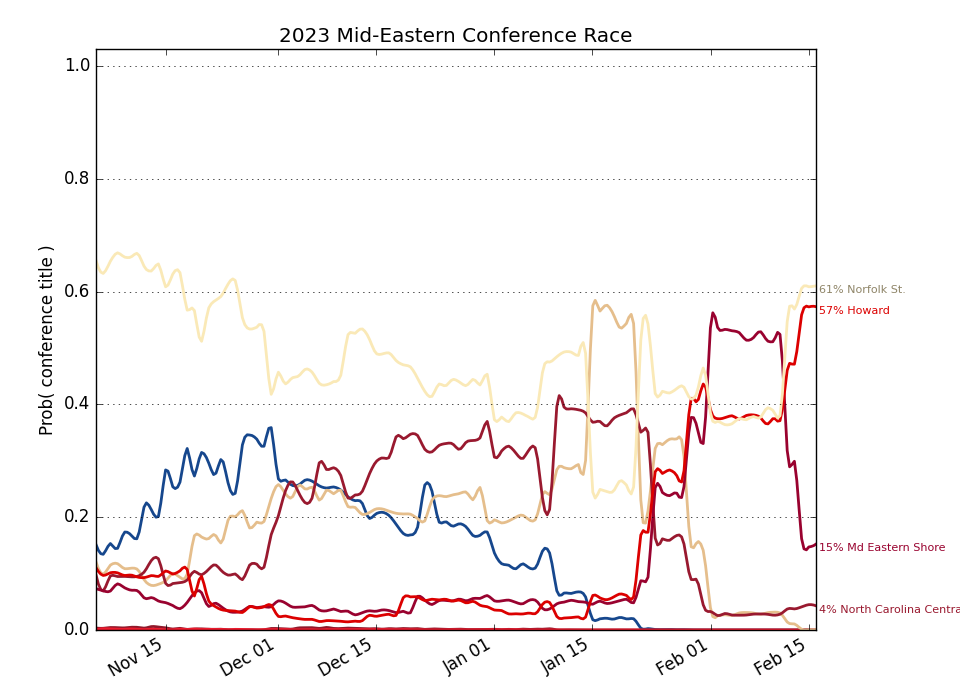 2023 Mid-Eastern Conference Race
Prob( conference title )
1.0
0.8
0.6
0.4
0.2
0.0
61% Norfolk St.
57% Howard
15% Md Eastern Shore
4% North Carolina Centra
Nov 15
Dec 01
Dec 15
Jan 01
Jan 15
Feb 01
Feb 15